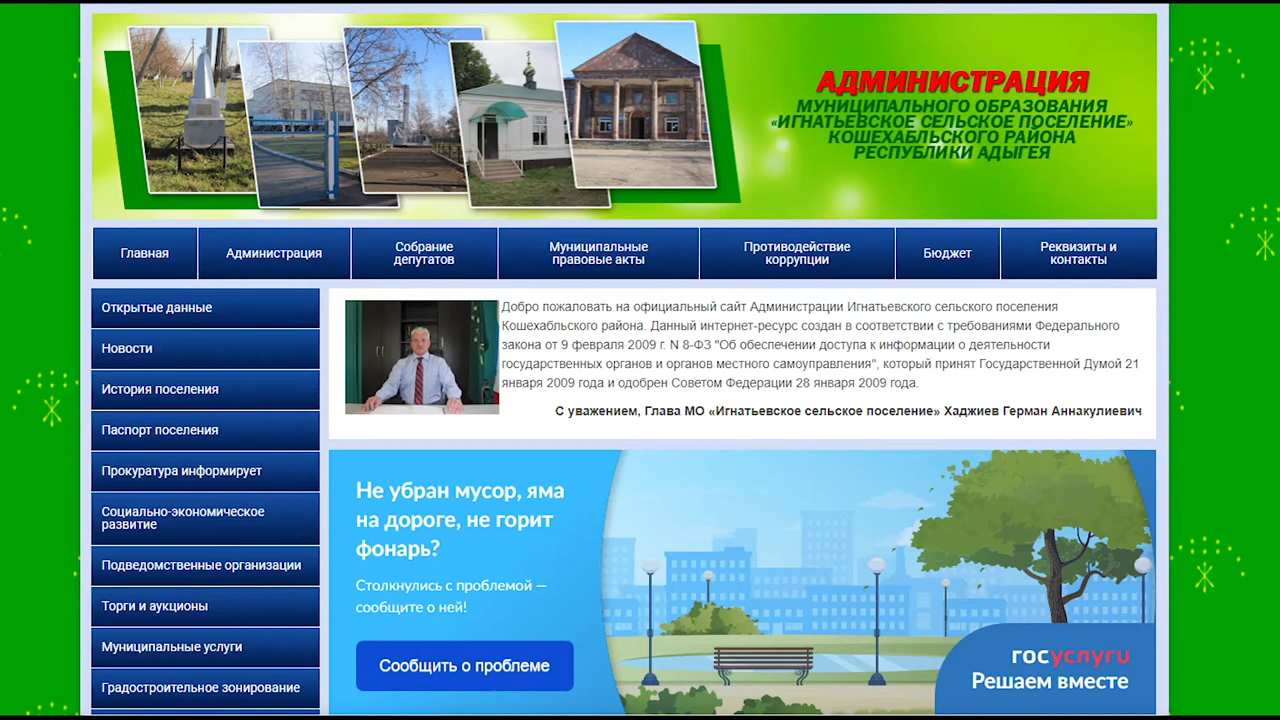 АДМИНИСТРАЦИЯ
МУНИЦИПАЛЬНОГО ОБРАЗОВАНИЯ
«ИГНАТЬЕВСКОЕ СЕЛЬСКОЕ ПОСЕЛЕНИЕ»
КОШЕХАБЛЬСКОГО РАЙОНА
РЕСПУБЛИКИ АДЫГЕЯ
Главная
Администрация
Собрание
депутатов
Муниципальные
правовые акты
Противодействие
коррупции
Бюджет
Реквизиты и
контакты
Открытые данные
Новости
История поселения
Паспорт поселения
Прокуратура информирует
Социально-экономическое
развитие
Подведомственные организации
Торги и аукционы
Муниципальные услуги
Градостроительное зонирование
Добро пожаловать на официальный сайт Администрации Игнатьевского сельского поселения
Кошехабльского района. Данный интернет-ресурс создан в соответствии с требованиями Федерального
закона от 9 февраля 2009 г. N 8-ФЗ "Об обеспечении доступа к информации о деятельности
государственных органов и органов местного самоуправления", который принят Государственной Думой 21
января 2009 года и одобрен Советом Федерации 28 января 2009 года.
С уважением, Глава МО «Игнатьевское сельское поселение» Хаджиев Герман Аннакулиевич
Не убран мусор, яма
на дороге, не горит
фонарь?
Столкнулись с проблемой —
сообщите о ней!
Сообщить о проблеме
госуслуги
Решаем вместе